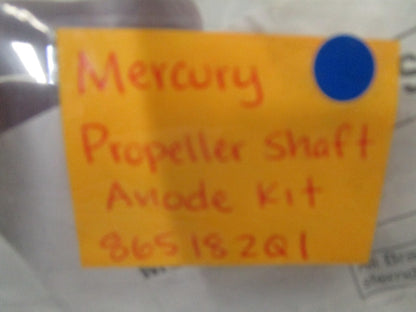 Mercury
Propeller Shaft
Anode Kit
865182Q1